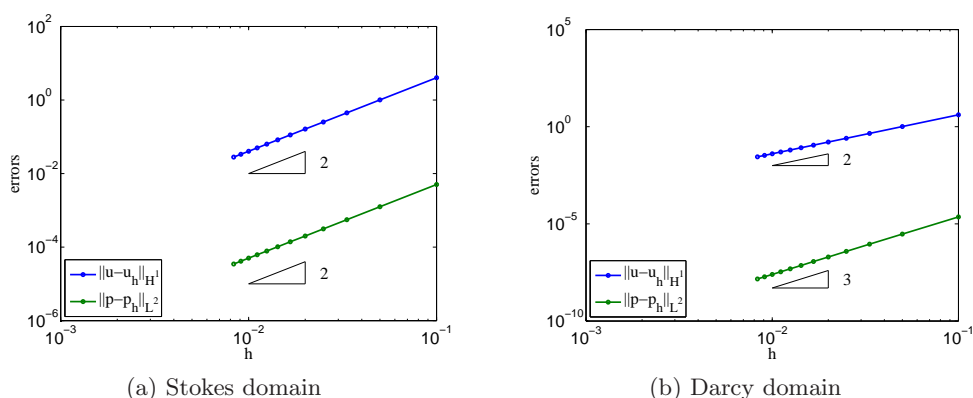 10^2
10^0
10^-2
10^-4
10^-6
errors
2
2
||u−u_h||_H^1
||p−p_h||_L^2
10^-3
10^-2
10^-1
h
(a) Stokes domain
10^5
10^0
10^-5
10^-10
errors
2
3
||u−u_h||_H^1
||p−p_h||_L^2
10^-3
10^-2
10^-1
h
(b) Darcy domain